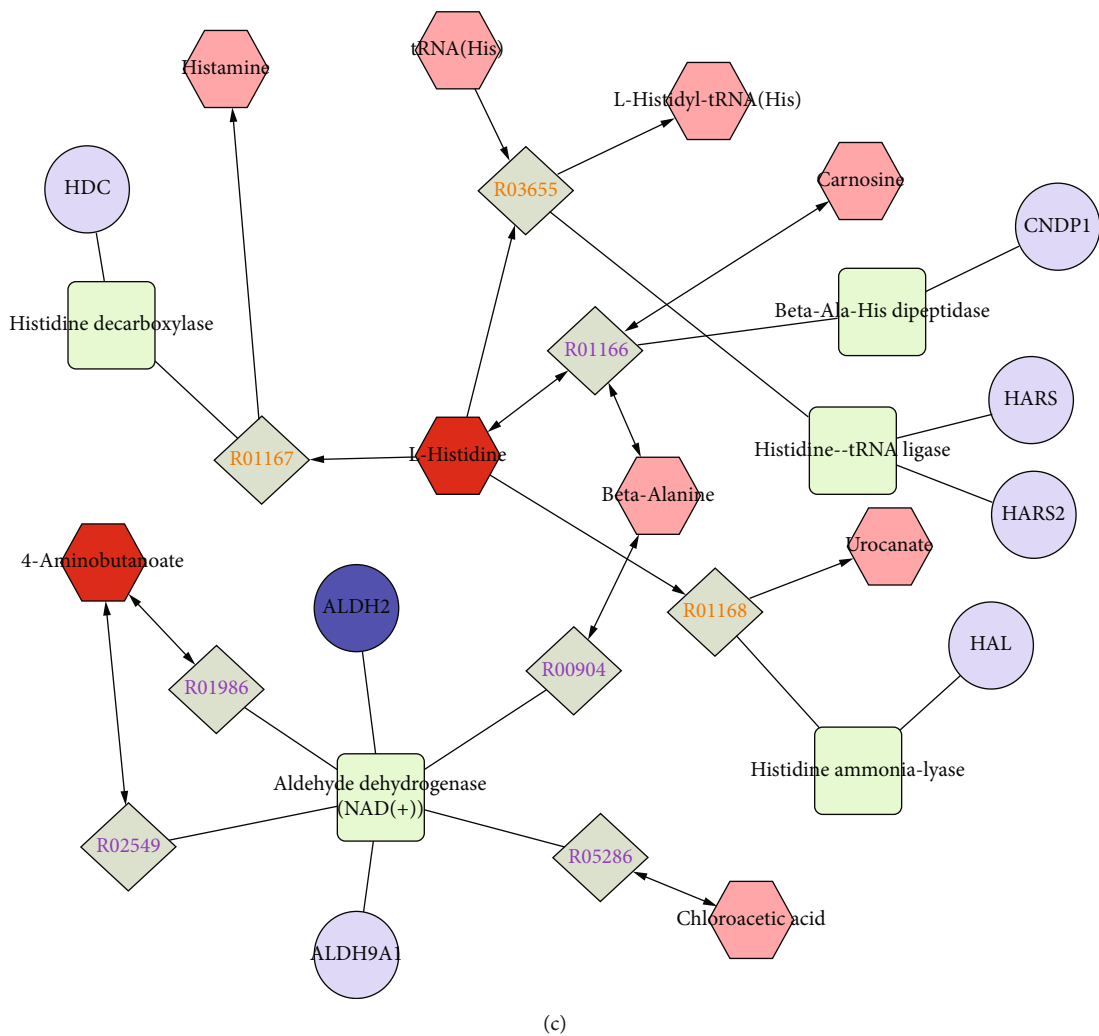 tRNA(His)
Histamine
L-Histidyl-tRNA(His)
Carnosine
HDC
R03655
CNDP1
Histidine decarboxylase
Beta-Ala-His dipeptidase
R01166
HARS
R01167
L-Histidine
Histidine--tRNA ligase
Beta-Alanine
HARS2
4-Aminobutanoate
Urocanate
ALDH2
R01168
HAL
R01986
R00904
Histidine ammonia-lyase
Aldehyde dehydrogenase
(NAD(+))
R02549
R05286
Chloroacetic acid
ALDH9A1
(c)